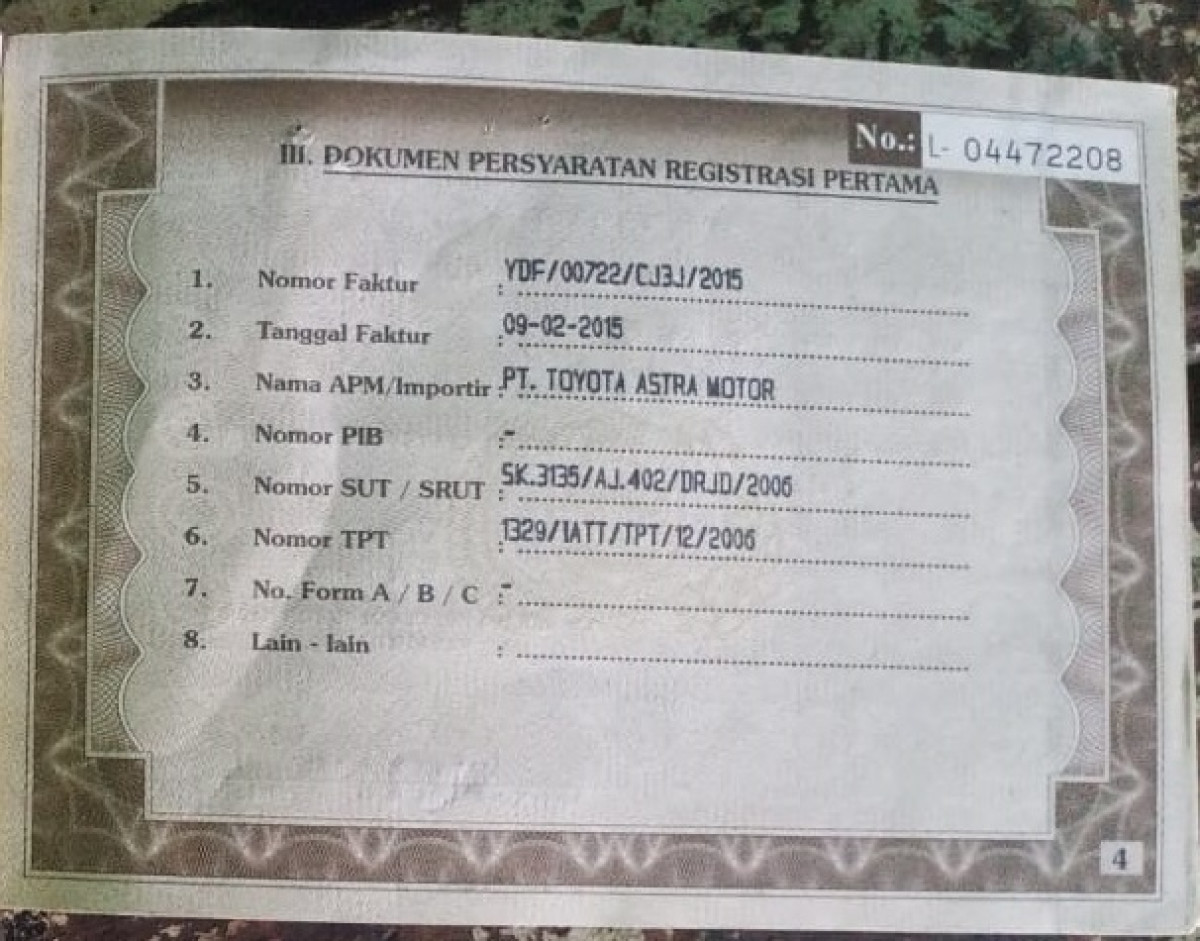 No.: L- 04472208
III. DOKUMEN PERSYARATAN REGISTRASI PERTAMA
1. Nomor Faktur : YDF/00722/CJ3J/2015
2. Tanggal Faktur : 09-02-2015
3. Nama APM/Importir : PT. TOYOTA ASTRA MOTOR
4. Nomor PIB : -
5. Nomor SUT / SRUT : SK.3135/AJ.402/DRJD/2006
6. Nomor TPT : 1329/IATT/TPT/12/2006
7. No. Form A / B / C : -
8. Lain - lain :
4